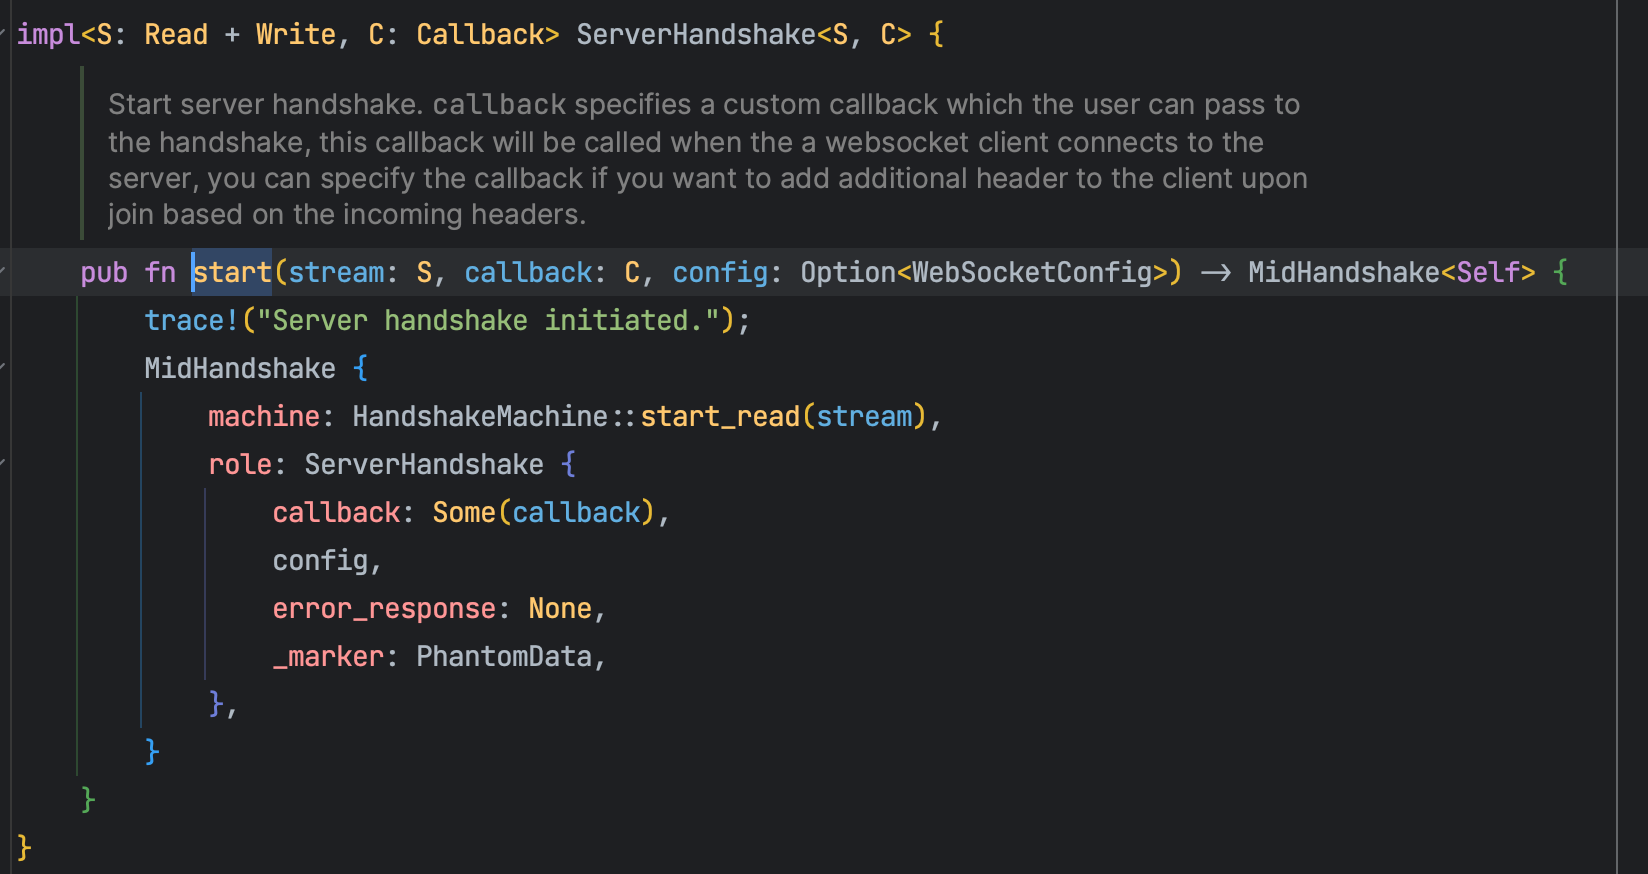 impl<S: Read + Write, C: Callback> ServerHandshake<S, C> {
Start server handshake. callback specifies a custom callback which the user can pass to
the handshake, this callback will be called when the a websocket client connects to the
server, you can specify the callback if you want to add additional header to the client upon
join based on the incoming headers.
pub fn start(stream: S, callback: C, config: Option<WebSocketConfig>) -> MidHandshake<Self> {
trace!("Server handshake initiated.");
MidHandshake {
machine: HandshakeMachine::start_read(stream),
role: ServerHandshake {
callback: Some(callback),
config,
error_response: None,
_marker: PhantomData,
},
}
}
}